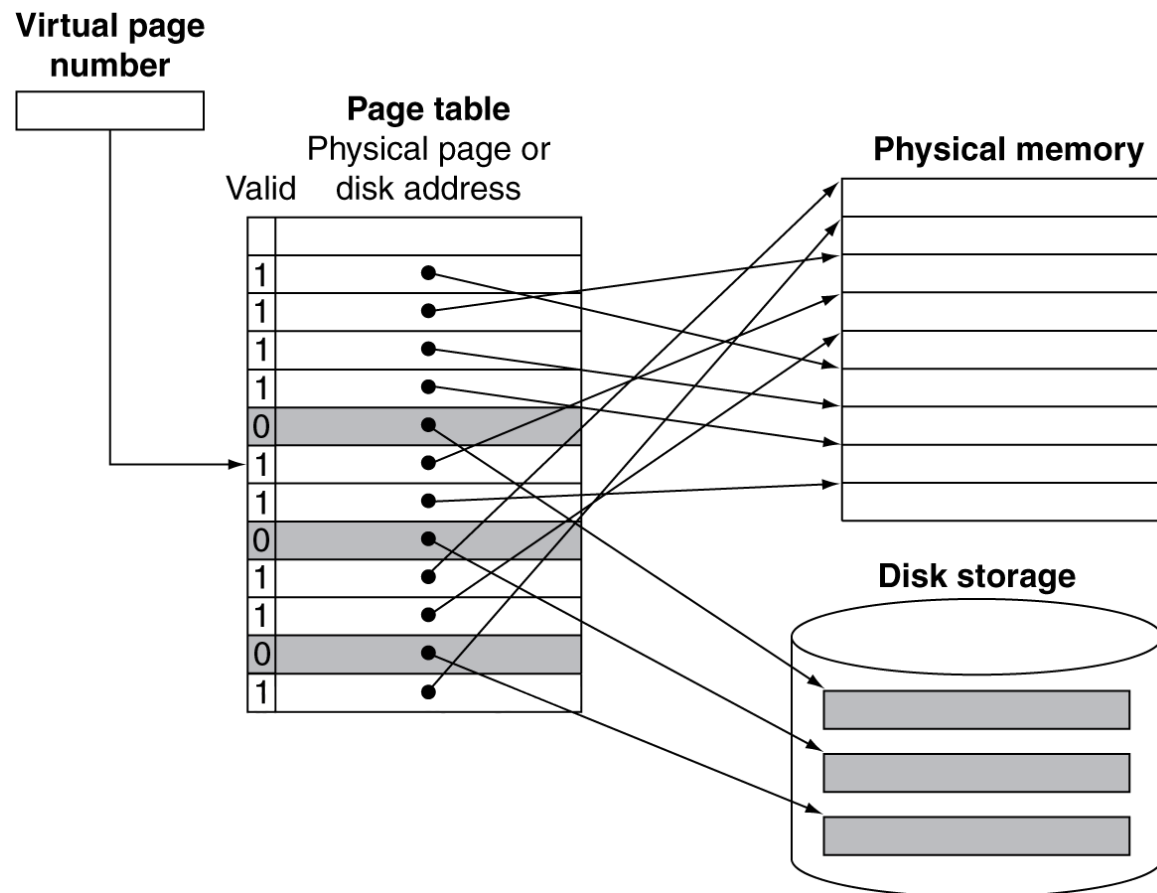 Virtual page
number
Page table
Physical page or
Valid disk address
1
1
1
1
0
1
1
0
1
1
0
1
Physical memory
Disk storage